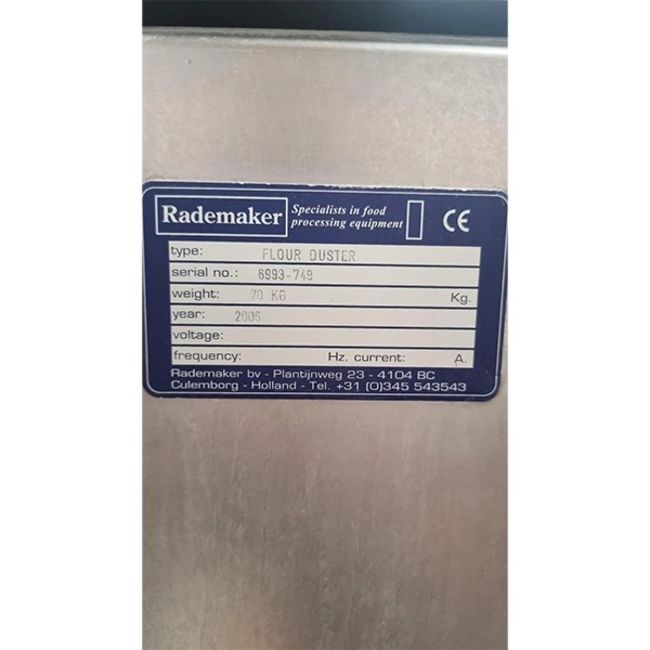 Rademaker Specialists in food
processing equipment CE
type: FLOUR DUSTER
serial no.: 6993-749
weight: 70 KG Kg.
year: 2006
voltage:
frequency: Hz. current: A.
Rademaker bv - Plantijnweg 23 - 4104 BC
Culemborg - Holland - Tel. +31 (0)345 543543